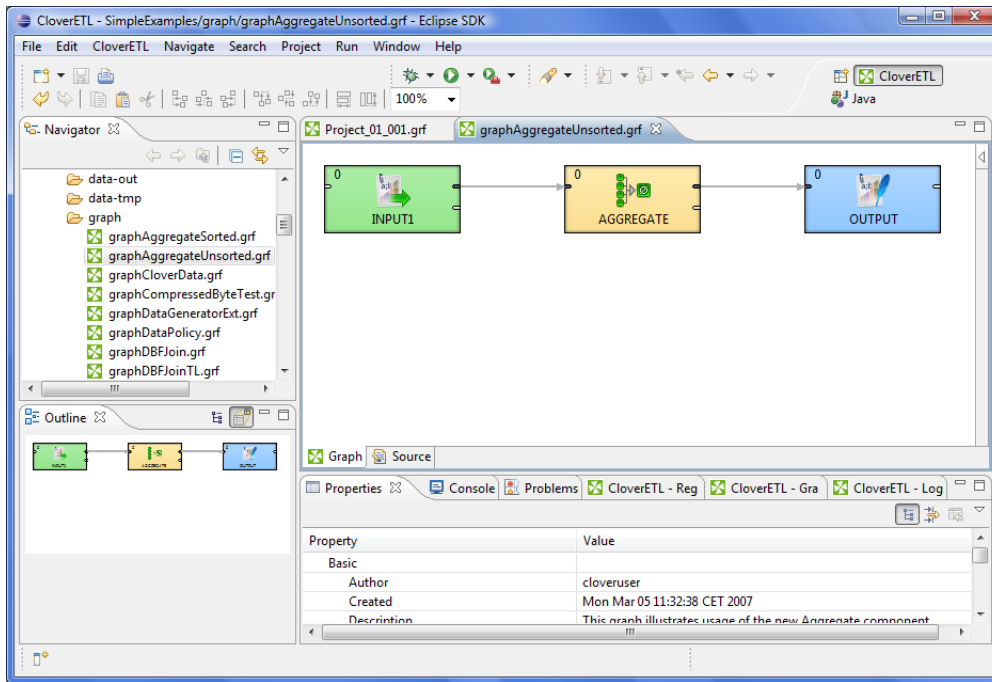 CloverETL - SimpleExamples/graph/graphAggregateUnsorted.grf - Eclipse SDK
File Edit CloverETL Navigate Search Project Run Window Help
CloverETL
100%
Java
Navigator
Project_01_001.grf
graphAggregateUnsorted.grf
data-out
data-tmp
graph
graphAggregateSorted.grf
graphAggregateUnsorted.grf
graphCloverData.grf
graphCompressedByteTest.gr
graphDataGeneratorExt.grf
graphDataPolicy.grf
graphDBFJoin.grf
graphDBFJoinTL.grf
0
INPUT1
0
AGGREGATE
0
OUTPUT
Outline
Graph Source
Properties Console Problems CloverETL - Reg CloverETL - Gra CloverETL - Log
Property Value
Basic
Author cloveruser
Created Mon Mar 05 11:32:38 CET 2007
Description This graph illustrates usage of the new Aggregate component